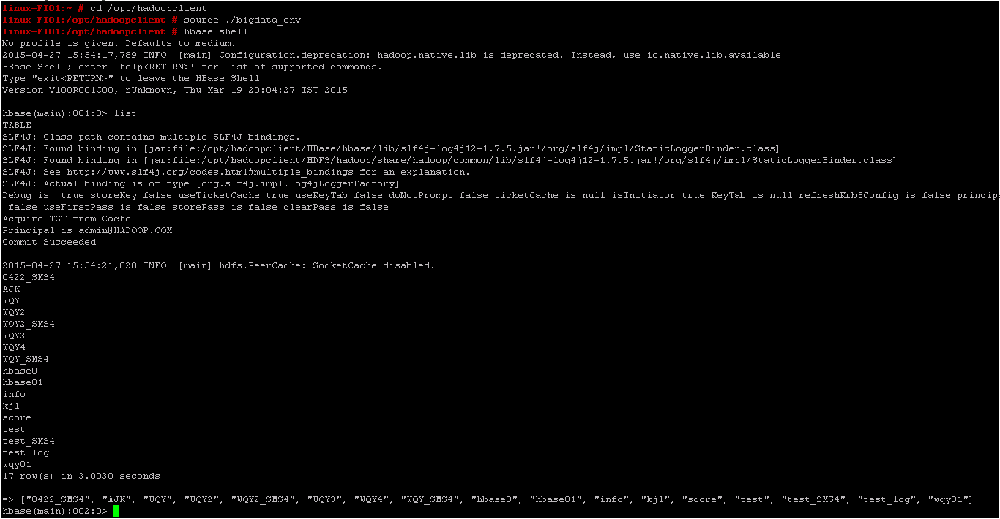 linux-FI01:~ # cd /opt/hadoopclient
linux-FI01:/opt/hadoopclient # source ./bigdata_env
linux-FI01:/opt/hadoopclient # hbase shell
No profile is given. Defaults to medium.
2015-04-27 15:54:17,789 INFO  [main] Configuration.deprecation: hadoop.native.lib is deprecated. Instead, use io.native.lib.available
HBase Shell; enter 'help<RETURN>' for list of supported commands.
Type "exit<RETURN>" to leave the HBase Shell
Version V100R001C00, rUnknown, Thu Mar 19 20:04:27 IST 2015
hbase(main):001:0> list
TABLE
SLF4J: Class path contains multiple SLF4J bindings.
SLF4J: Found binding in [jar:file:/opt/hadoopclient/HBase/hbase/lib/slf4j-log4j12-1.7.5.jar!/org/slf4j/impl/StaticLoggerBinder.class]
SLF4J: Found binding in [jar:file:/opt/hadoopclient/HDFS/hadoop/share/hadoop/common/lib/slf4j-log4j12-1.7.5.jar!/org/slf4j/impl/StaticLoggerBinder.class]
SLF4J: See http://www.slf4j.org/codes.html#multiple_bindings for an explanation.
SLF4J: Actual binding is of type [org.slf4j.impl.Log4jLoggerFactory]
Debug is  true storeKey false useTicketCache true useKeyTab false doNotPrompt false ticketCache is null isInitiator true KeyTab is null refreshKrb5Config is false
 false useFirstPass is false storePass is false clearPass is false
Acquire TGT from Cache
Principal is admin@HADOOP.COM
Commit Succeeded
2015-04-27 15:54:21,020 INFO  [main] hdfs.PeerCache: SocketCache disabled.
0422_SMS4
AJK
WQY
WQY2
WQY2_SMS4
WQY3
WQY4
WQY_SMS4
hbase0
hbase01
info
kjl
score
test
test_SMS4
test_log
wqy01
17 row(s) in 3.0030 seconds
=> ["0422_SMS4", "AJK", "WQY", "WQY2", "WQY2_SMS4", "WQY3", "WQY4", "WQY_SMS4", "hbase0", "hbase01", "info", "kjl", "score", "test", "test_SMS4", "test_log", "wqy01"]
hbase(main):002:0>